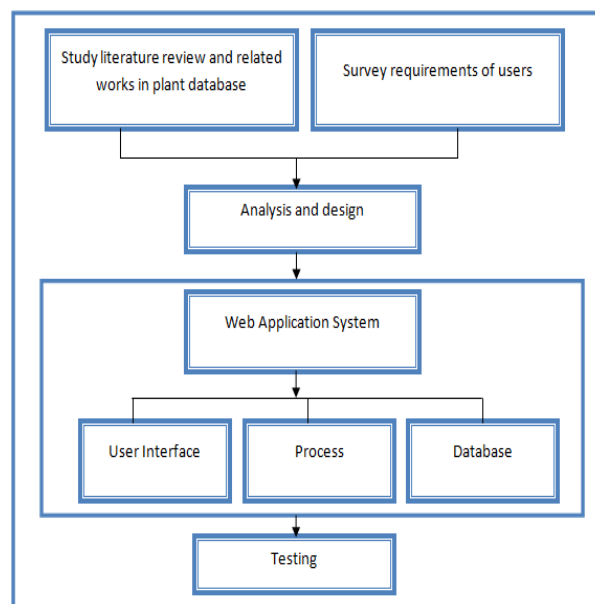 Study literature review and related
works in plant database
Survey requirements of users
Analysis and design
Web Application System
User Interface
Process
Database
Testing